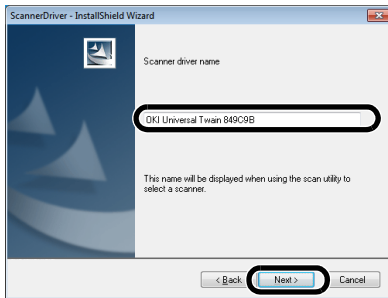 ScannerDriver - InstallShield Wizard
Scanner driver name
OKI Universal Twain 849C9B
This name will be displayed when using the scan utility to
select a scanner.
< Back
Next >
Cancel